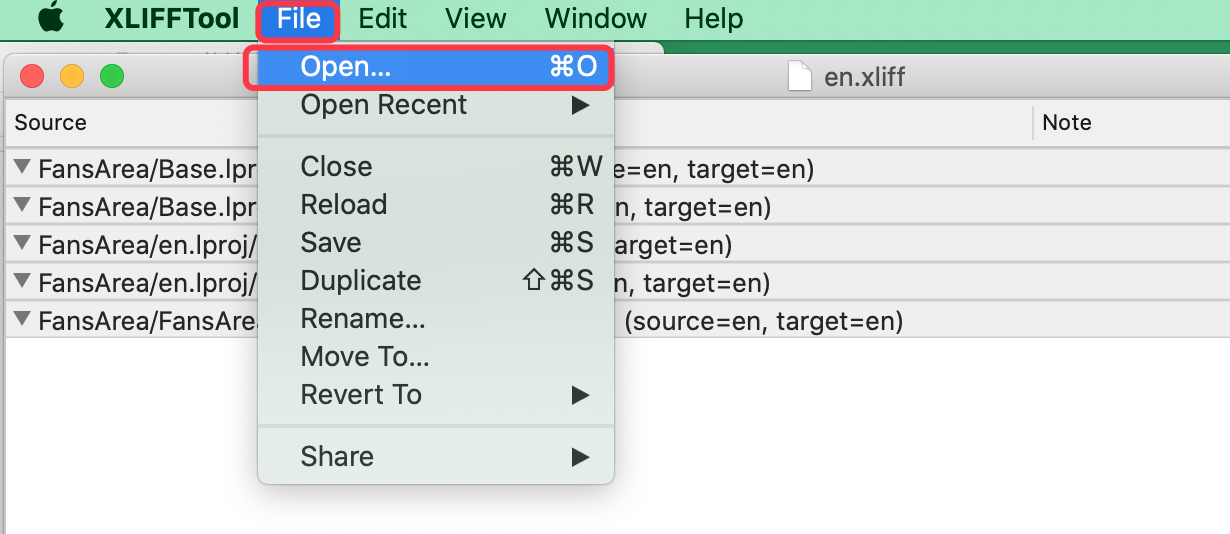 XLIFFTool File Edit View Window Help
Open... ⌘O
en.xliff
Open Recent ▶
Source
Note
Close ⌘W
Reload ⌘R
Save ⌘S
Duplicate ⇧⌘S
Rename...
Move To...
Revert To ▶
Share ▶
▼ FansArea/Base.lpr e=en, target=en)
▼ FansArea/Base.lpr n, target=en)
▼ FansArea/en.lproj/ target=en)
▼ FansArea/en.lproj/ n, target=en)
▼ FansArea/FansArea (source=en, target=en)